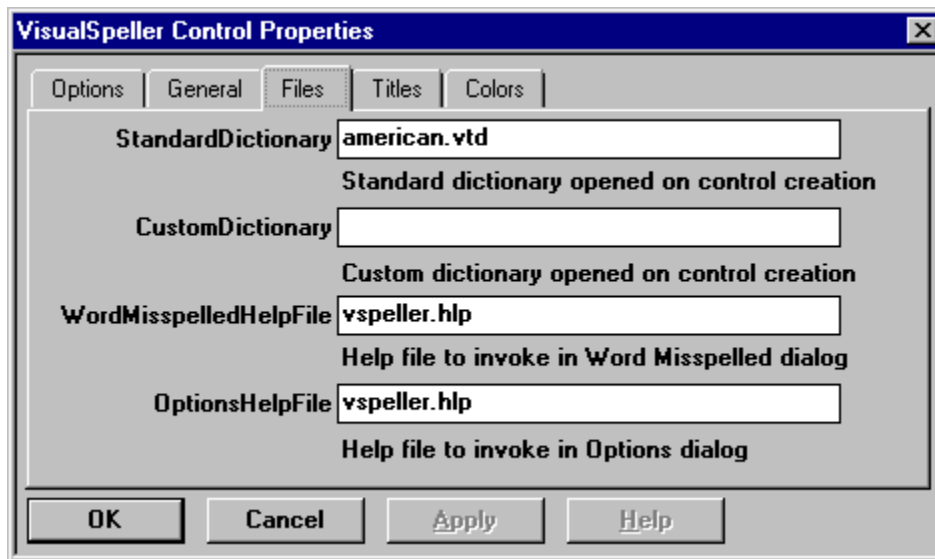 VisualSpeller Control Properties
Options General Files Titles Colors
StandardDictionary american.vtd
Standard dictionary opened on control creation
CustomDictionary
Custom dictionary opened on control creation
WordMisspelledHelpFile vspeller.hlp
Help file to invoke in Word Misspelled dialog
OptionsHelpFile vspeller.hlp
Help file to invoke in Options dialog
OK Cancel Apply Help